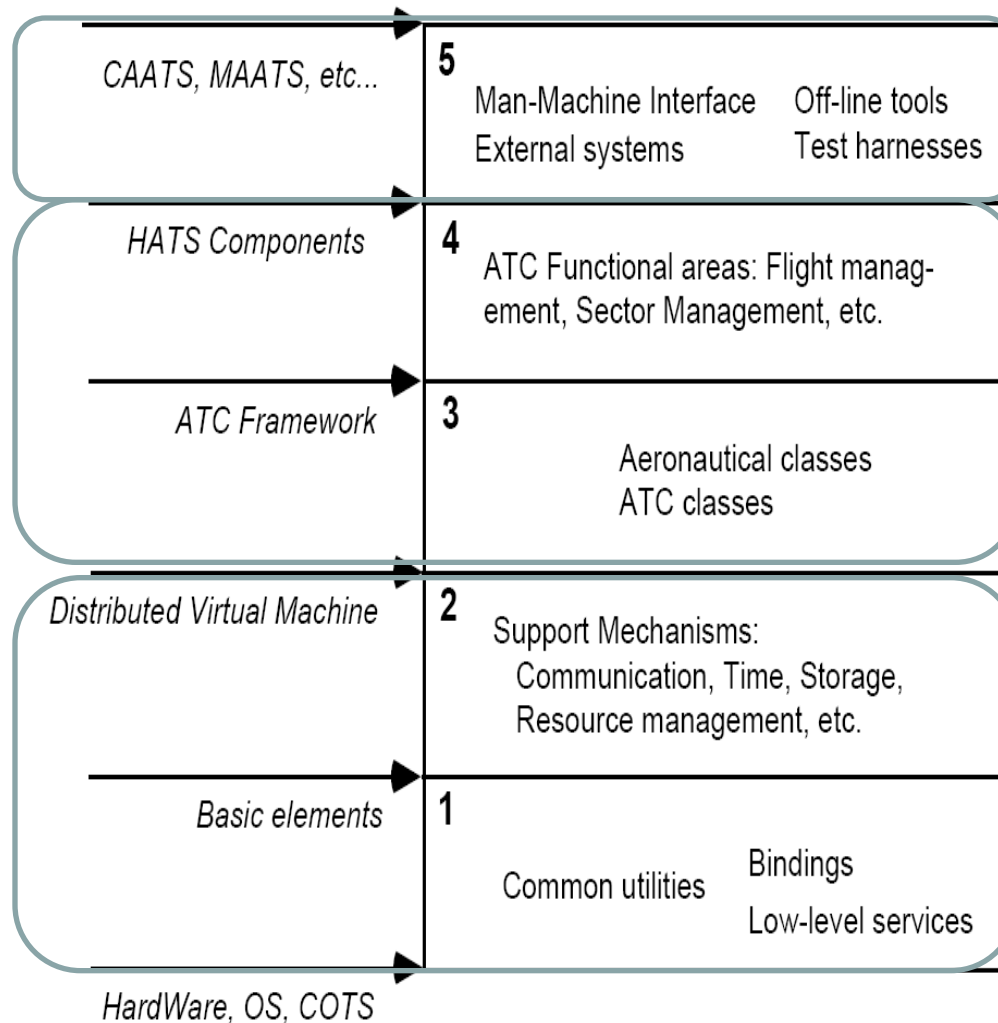 CAATS, MAATS, etc...
5
Man-Machine Interface Off-line tools
External systems Test harnesses
HATS Components
4
ATC Functional areas: Flight manag-
ement, Sector Management, etc.
ATC Framework
3
Aeronautical classes
ATC classes
Distributed Virtual Machine
2
Support Mechanisms:
Communication, Time, Storage,
Resource management, etc.
Basic elements
1
Common utilities
Bindings
Low-level services
HardWare, OS, COTS